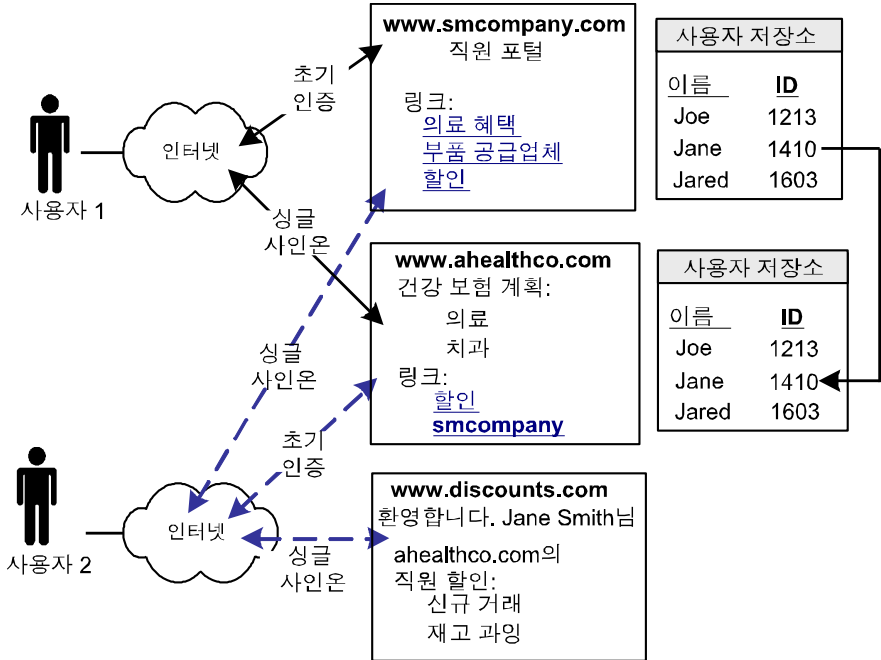 www.smcompany.com
직원 포털
링크:
의료 혜택
부품 공급업체
할인
사용자 저장소
이름 ID
Joe 1213
Jane 1410
Jared 1603
초기
인증
인터넷
사용자 1
싱글
사인온
www.ahealthco.com
건강 보험 계획:
의료
치과
링크:
할인
smcompany
사용자 저장소
이름 ID
Joe 1213
Jane 1410
Jared 1603
싱글
사인온
초기
인증
인터넷
사용자 2
싱글
사인온
www.discounts.com
환영합니다. Jane Smith님
ahealthco.com의
직원 할인:
신규 거래
재고 과잉